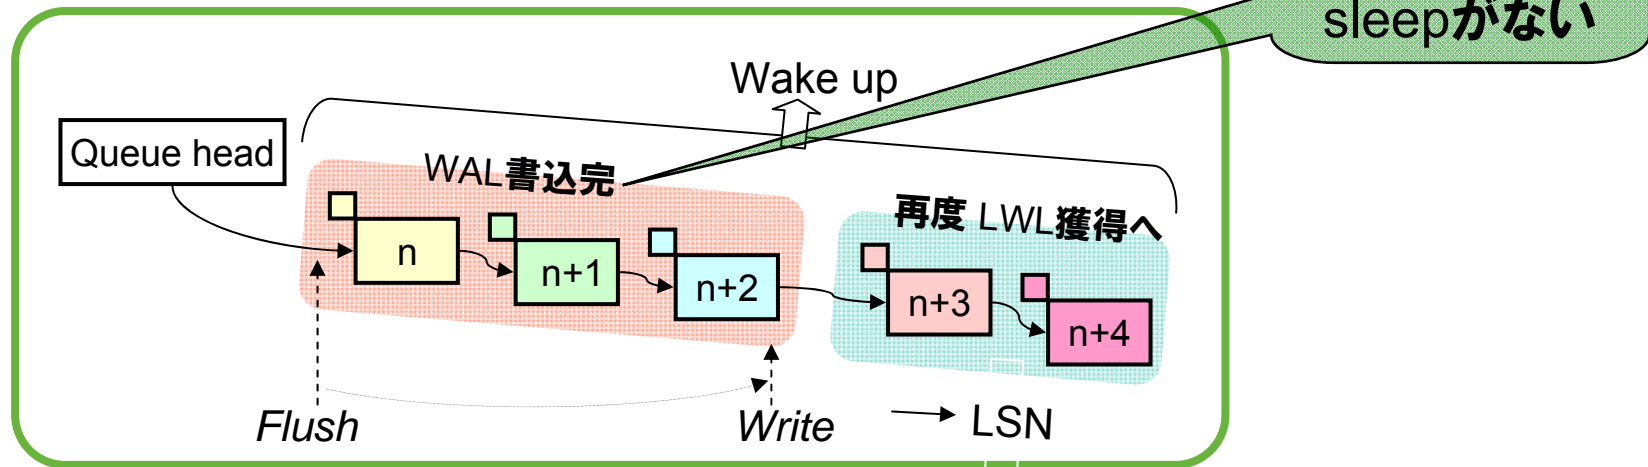 sleepがない
Wake up
Queue head
WAL書込完
再度 LWL獲得へ
n
n+1
n+2
n+3
n+4
Flush
Write
LSN